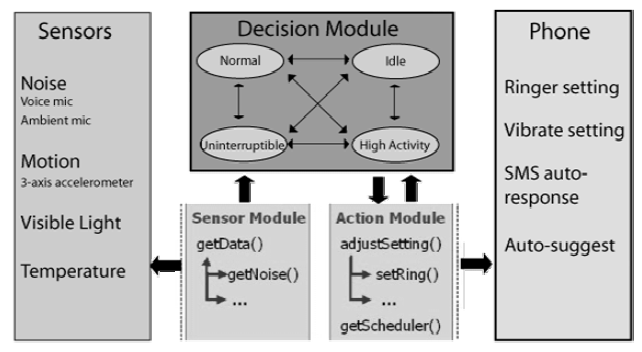 Sensors
Noise
Voice mic
Ambient mic
Motion
3-axis accelerometer
Visible Light
Temperature
Decision Module
Normal
Idle
Uninterruptible
High Activity
Sensor Module
getData()
getNoise()
...
Action Module
adjustSetting()
setRing()
...
getScheduler()
Phone
Ringer setting
Vibrate setting
SMS auto-
response
Auto-suggest